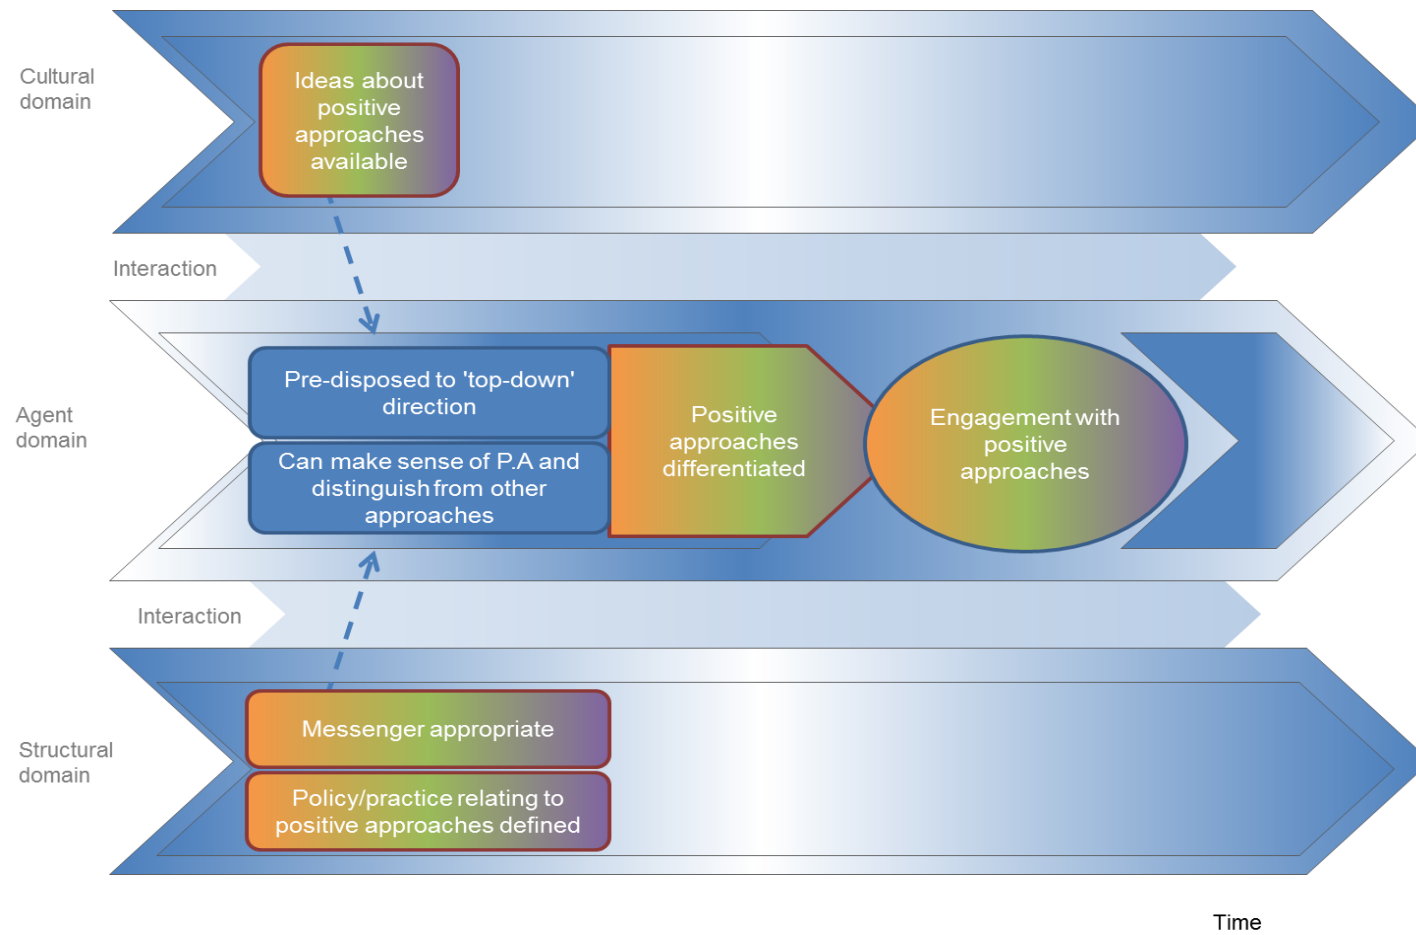 Cultural
domain
Ideas about
positive
approaches
available
Interaction
Agent
domain
Pre-disposed to 'top-down'
direction
Can make sense of P.A and
distinguish from other
approaches
Positive
approaches
differentiated
Engagement with
positive
approaches
Interaction
Structural
domain
Messenger appropriate
Policy/practice relating to
positive approaches defined
Time